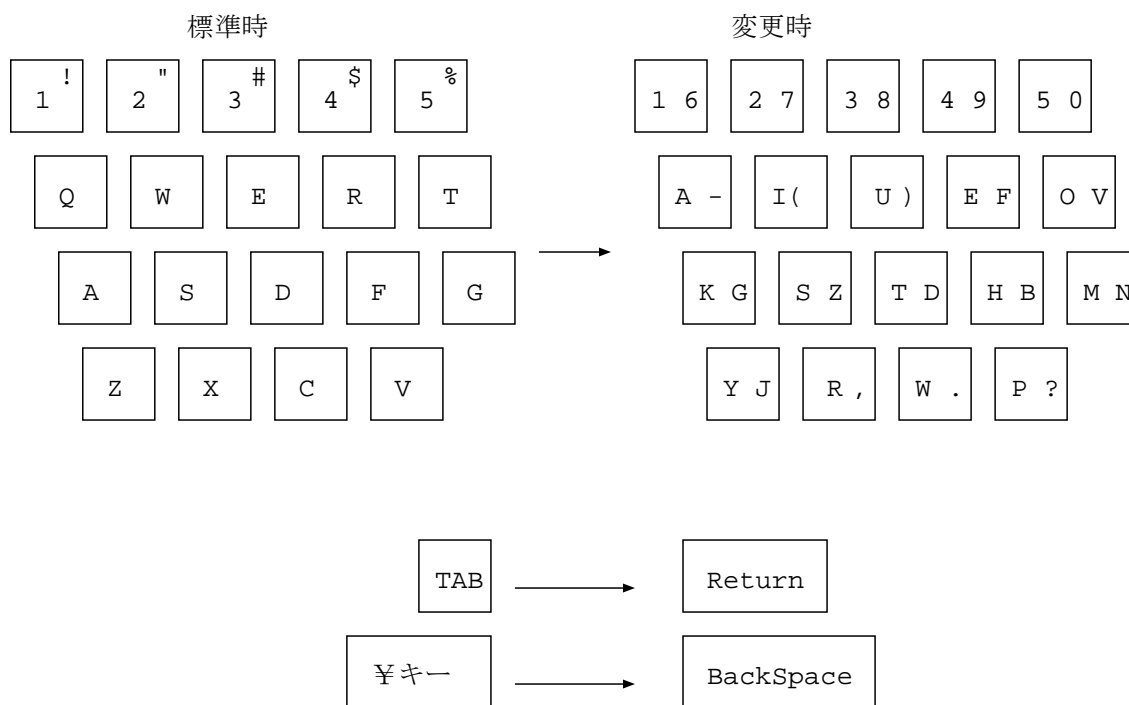 標準時 変更時
! " # $ %
1 2 3 4 5 1 6 2 7 3 8 4 9 5 0
Q W E R T A - I( U ) E F O V
A S D F G K G S Z T D H B M N
Z X C V Y J R , W . P ?
TAB Return
￥キー BackSpace